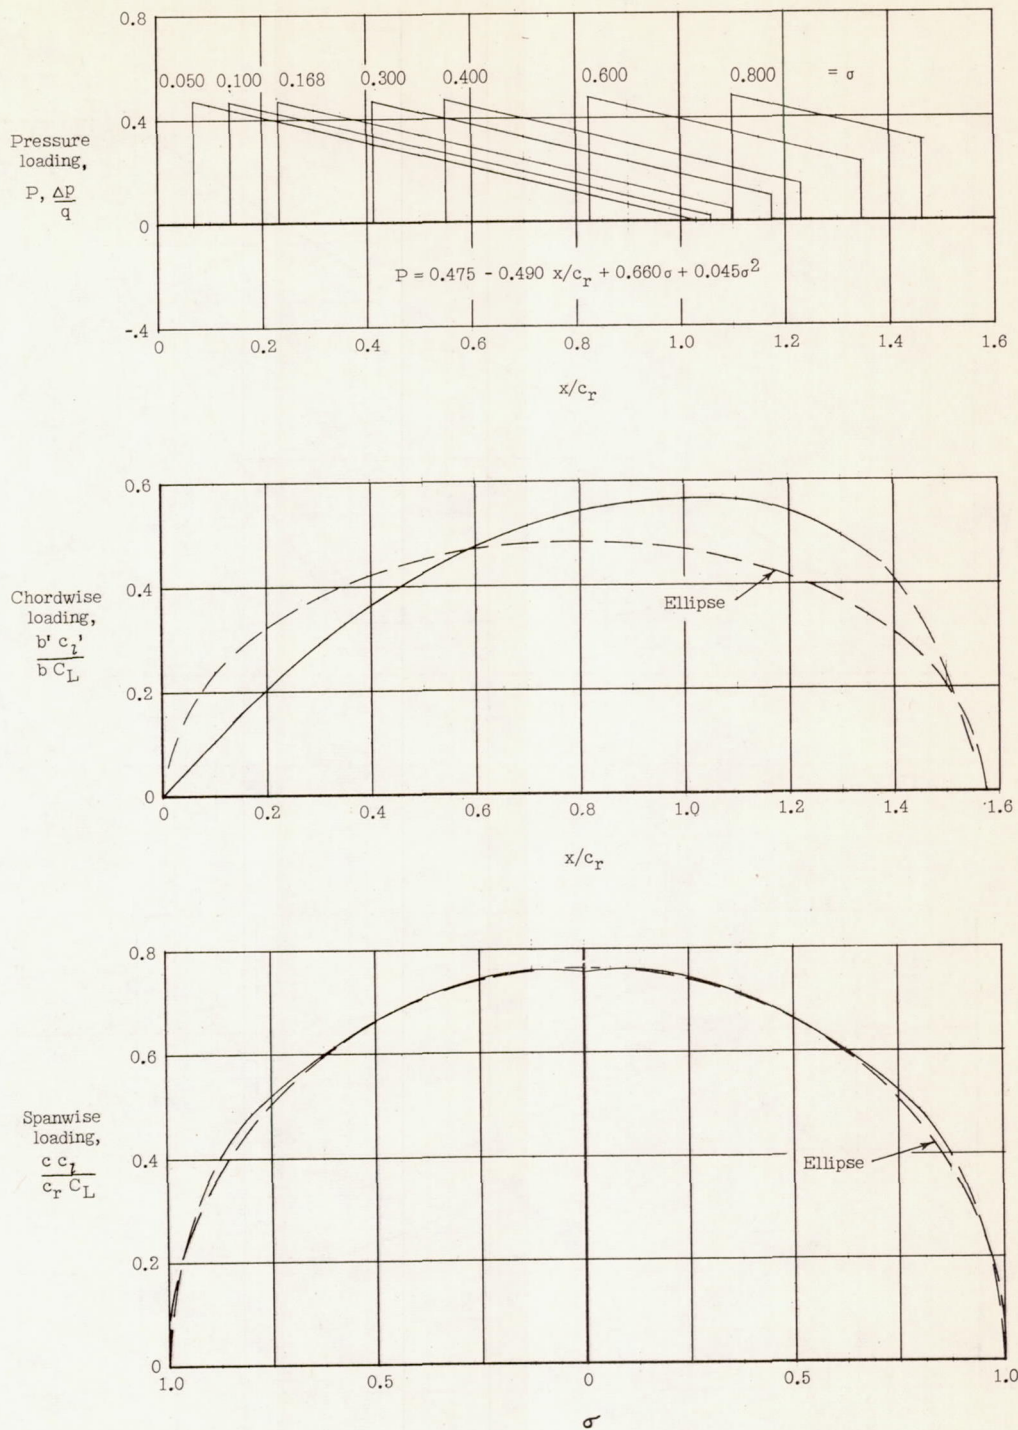 0.8
0.050 0.100 0.168 0.300 0.400 0.600 0.800 = σ
0.4
Pressure
loading,
P, Δp/q
0
P = 0.475 - 0.490 x/cᵣ + 0.660σ + 0.045σ²
-.4
0 0.2 0.4 0.6 0.8 1.0 1.2 1.4 1.6
x/cᵣ
0.6
0.4
Ellipse
Chordwise
loading,
b' c_l'
b C_L
0.2
0
0 0.2 0.4 0.6 0.8 1.0 1.2 1.4 1.6
x/cᵣ
0.8
0.6
Spanwise
loading,
c c_l
cᵣ C_L
0.4
Ellipse
0.2
0
1.0 0.5 0 0.5 1.0
σ